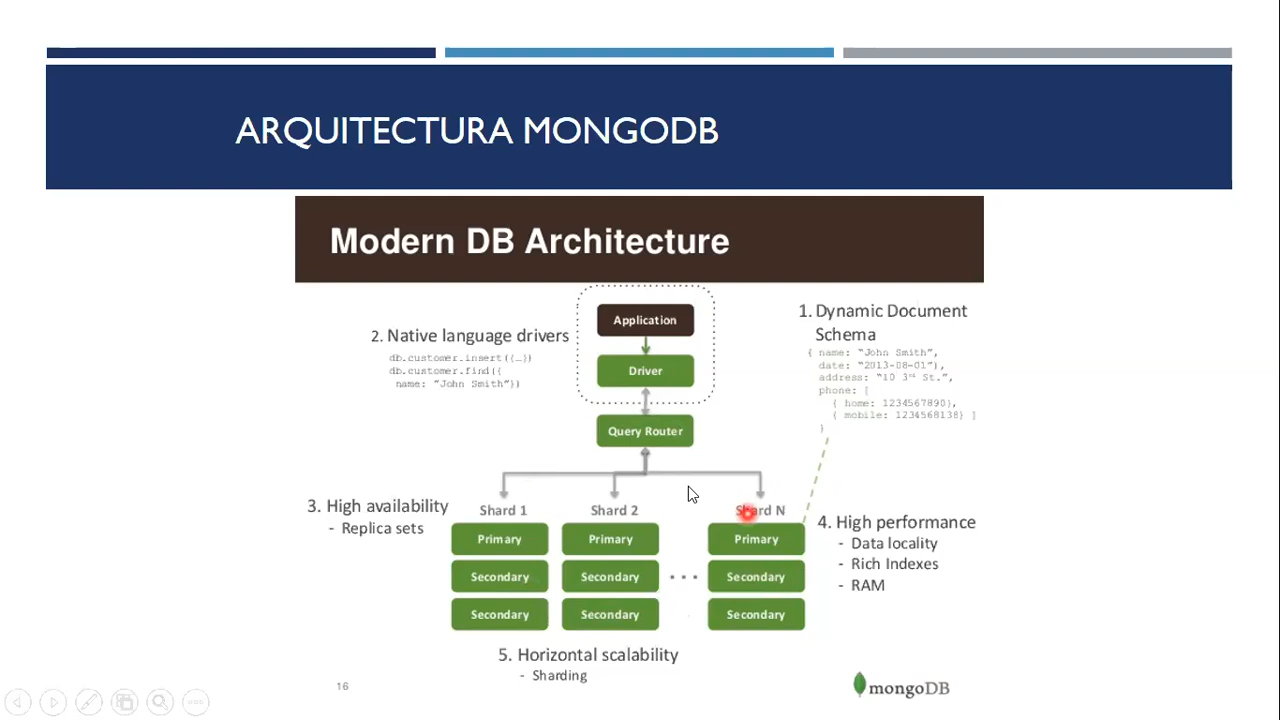 ARQUITECTURA MONGODB
Modern DB Architecture
Application
Driver
Query Router
2. Native language drivers
db.customer.insert({…})
db.customer.find({
name: "John Smith"})
1. Dynamic Document
Schema
{ name: "John Smith",
date: "2013-08-01"),
address: "10 3rd St.",
phone: [
{ home: 1234567890},
{ mobile: 1234568138} ]
}
3. High availability
- Replica sets
Shard 1
Primary
Secondary
Secondary
Shard 2
Primary
Secondary
Secondary
...
Shard N
Primary
Secondary
Secondary
4. High performance
- Data locality
- Rich Indexes
- RAM
5. Horizontal scalability
- Sharding
16
mongoDB